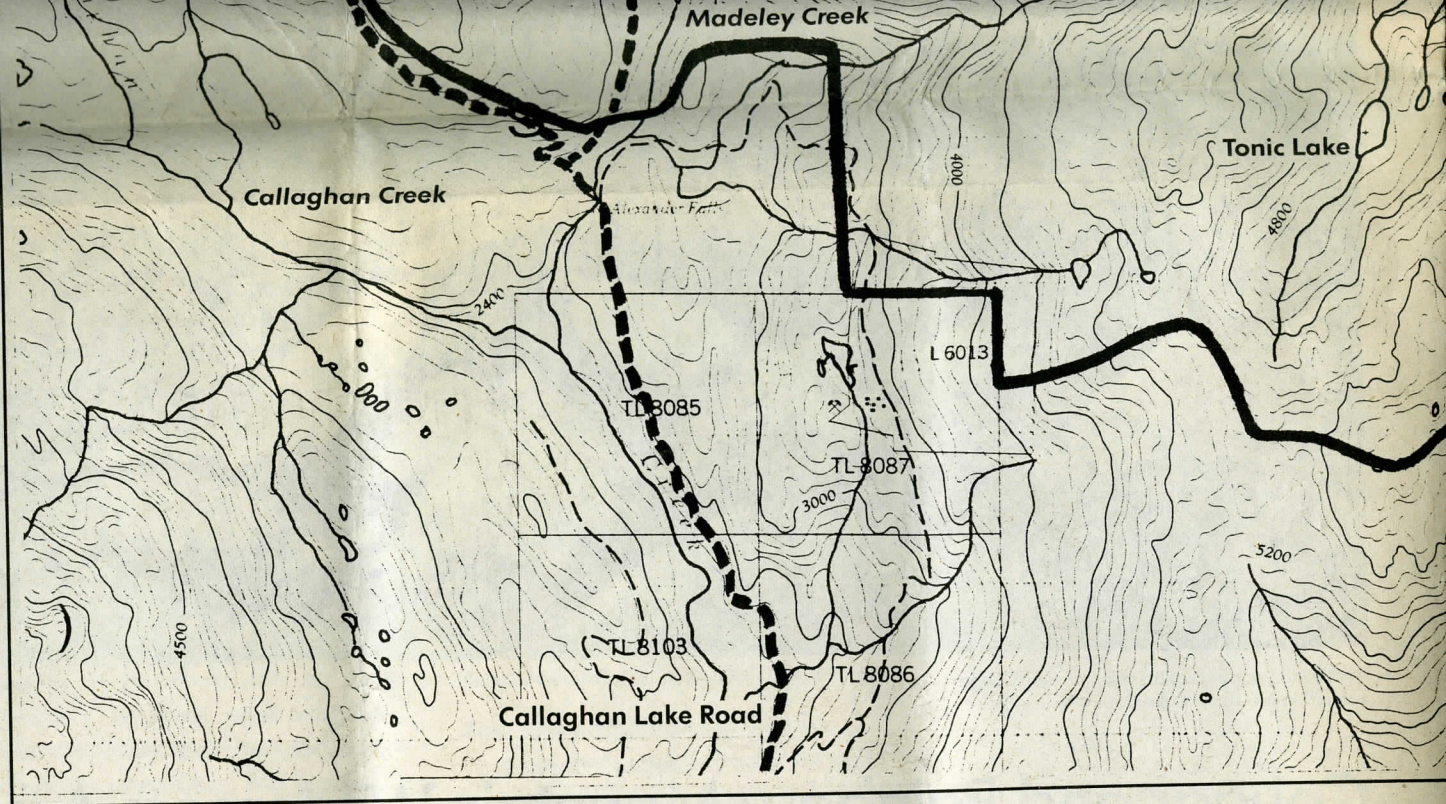 Madeley Creek
Tonic Lake
4000
Callaghan Creek
Alexander Falls
4800
2400
L 6013
TL 8085
TL 8087
3000
5200
4500
TL 8103
TL 8086
Callaghan Lake Road